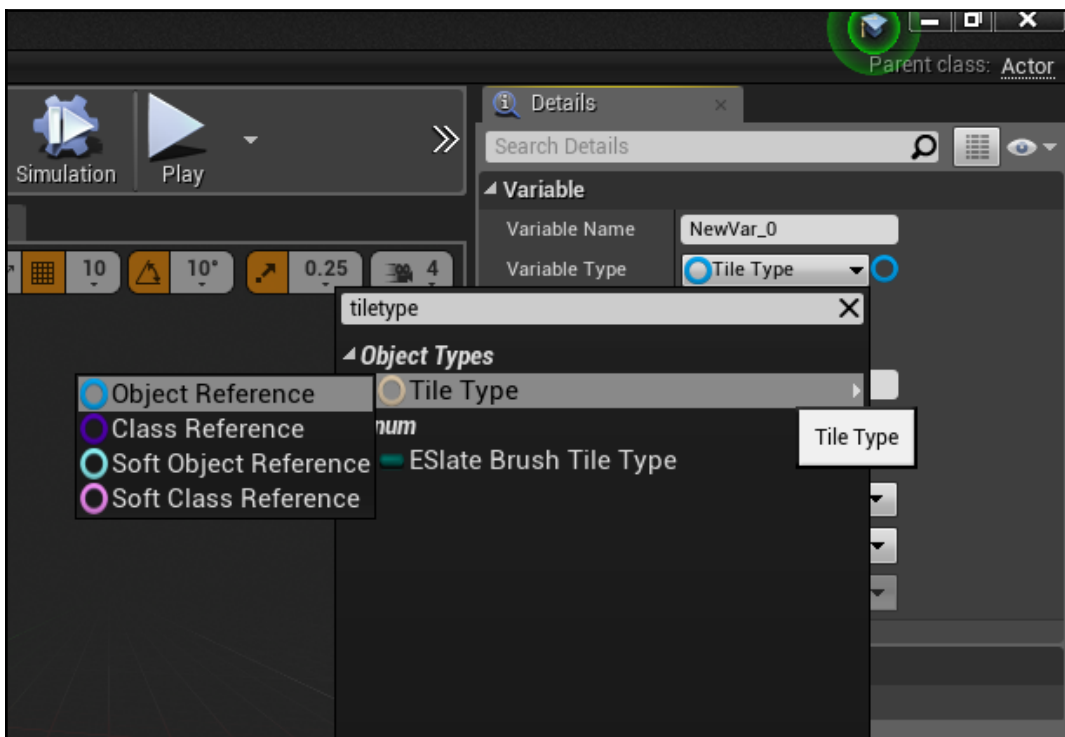 Parent class: Actor
Details
Simulation
Play
Search Details
Variable
Variable Name
NewVar_0
Variable Type
Tile Type
10
10°
0.25
4
tiletype
Object Types
Tile Type
Tile Type
num
ESlate Brush Tile Type
Object Reference
Class Reference
Soft Object Reference
Soft Class Reference